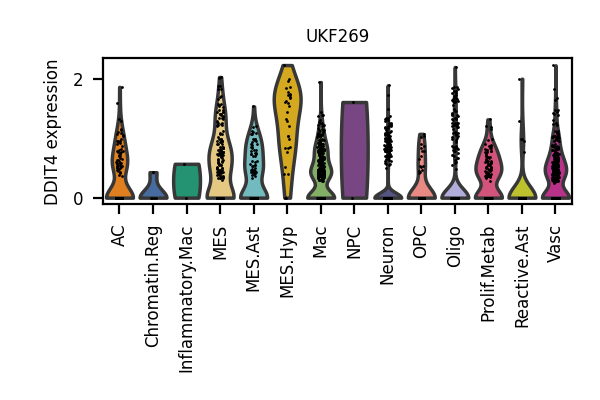 UKF269
DDIT4 expression
2
0
AC
Chromatin.Reg
Inflammatory.Mac
MES
MES.Ast
MES.Hyp
Mac
NPC
Neuron
OPC
Oligo
Prolif.Metab
Reactive.Ast
Vasc